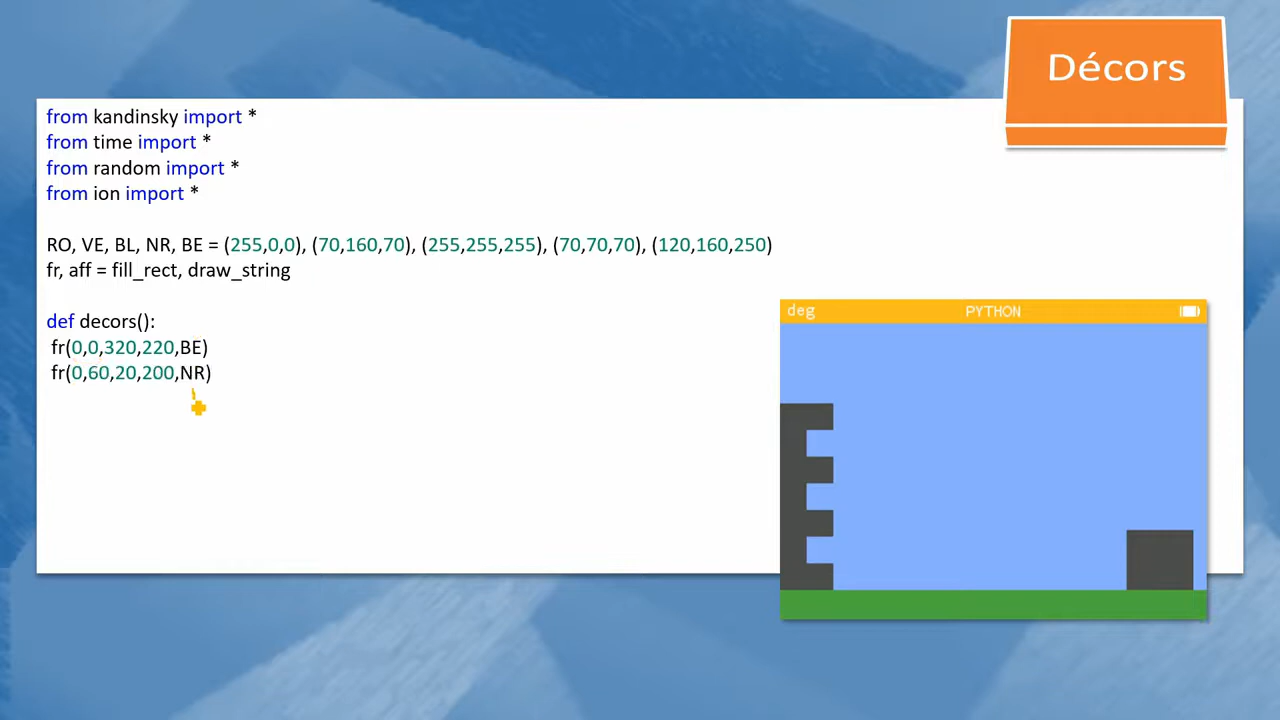 Décors
from kandinsky import *
from time import *
from random import *
from ion import *
RO, VE, BL, NR, BE = (255,0,0), (70,160,70), (255,255,255), (70,70,70), (120,160,250)
fr, aff = fill_rect, draw_string
def decors():
fr(0,0,320,220,BE)
fr(0,60,20,200,NR)
deg PYTHON